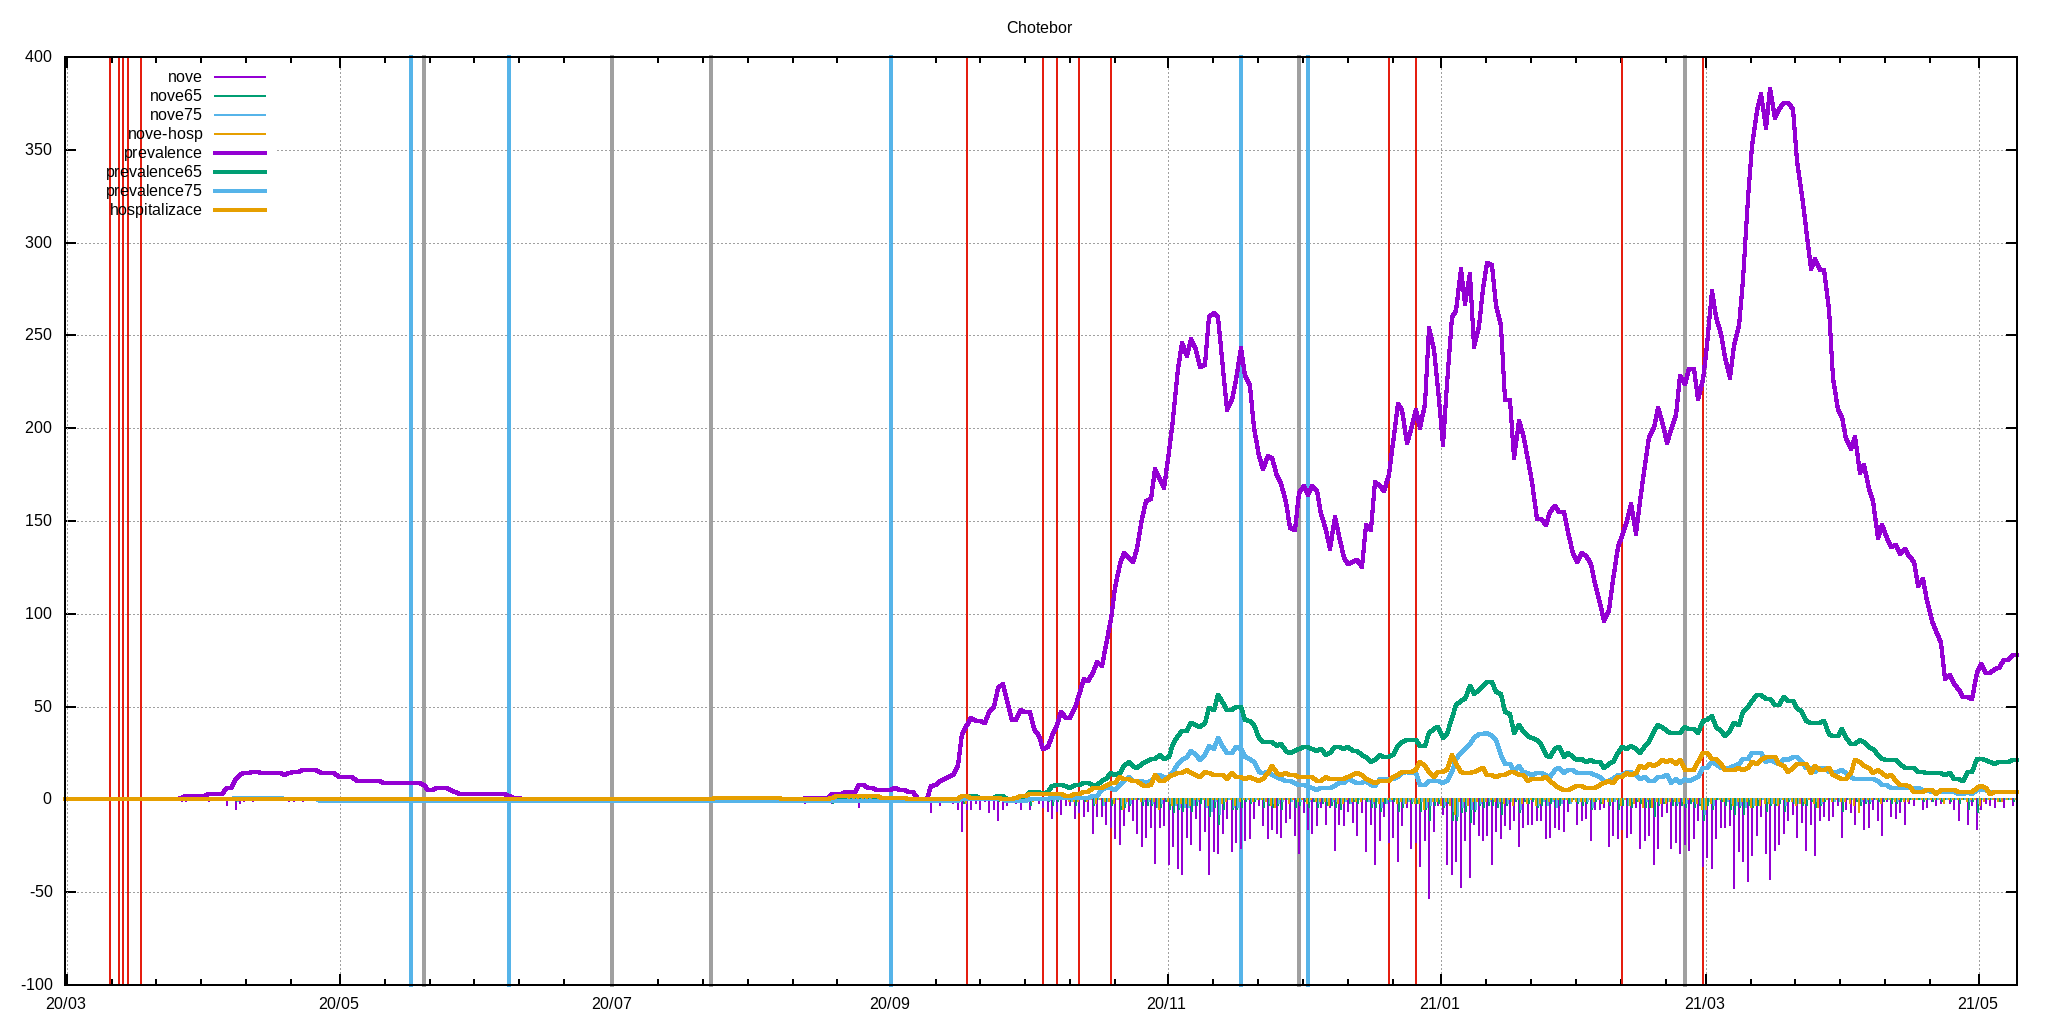 Chotebor
400
350
300
250
200
150
100
50
0
-50
-100
nove
nove65
nove75
nove-hosp
prevalence
prevalence65
prevalence75
hospitalizace
20/03 20/05 20/07 20/09 20/11 21/01 21/03 21/05